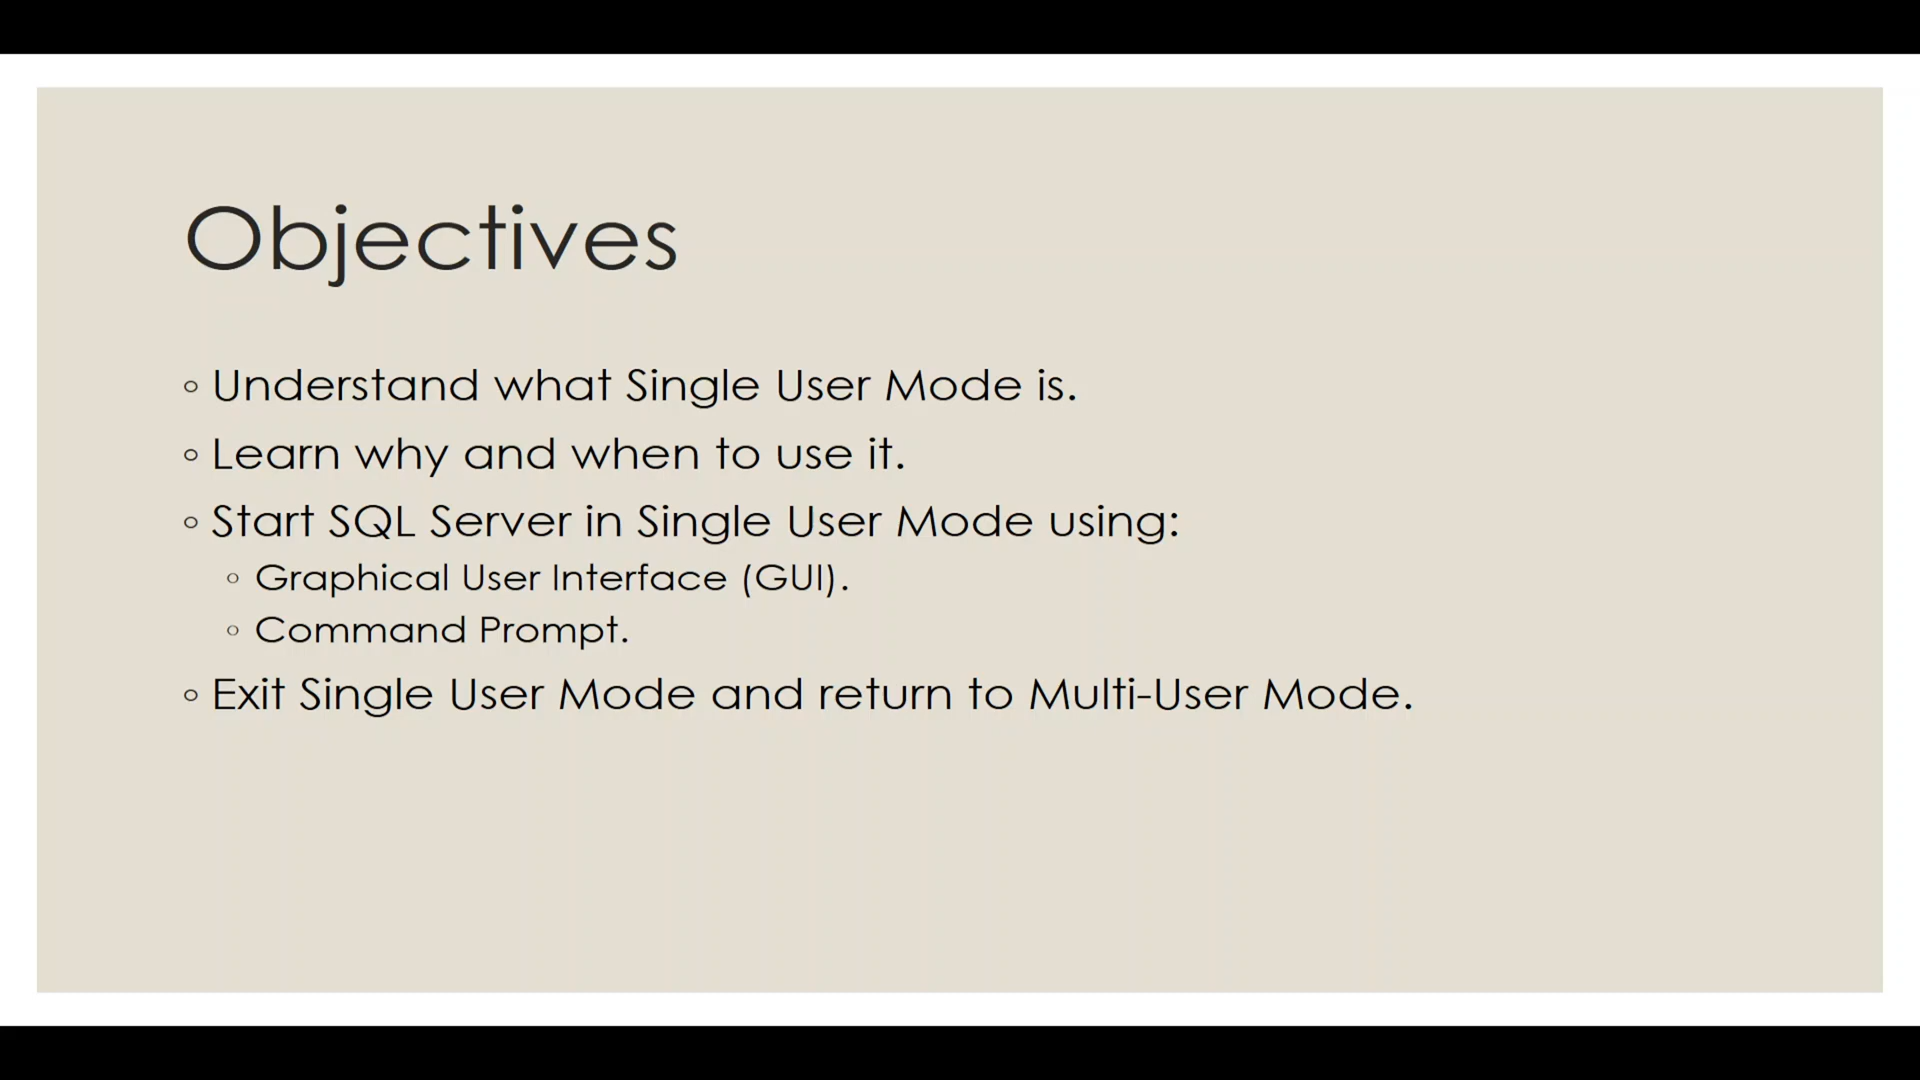 Objectives
◦ Understand what Single User Mode is.
◦ Learn why and when to use it.
◦ Start SQL Server in Single User Mode using:
◦ Graphical User Interface (GUI).
◦ Command Prompt.
◦ Exit Single User Mode and return to Multi-User Mode.